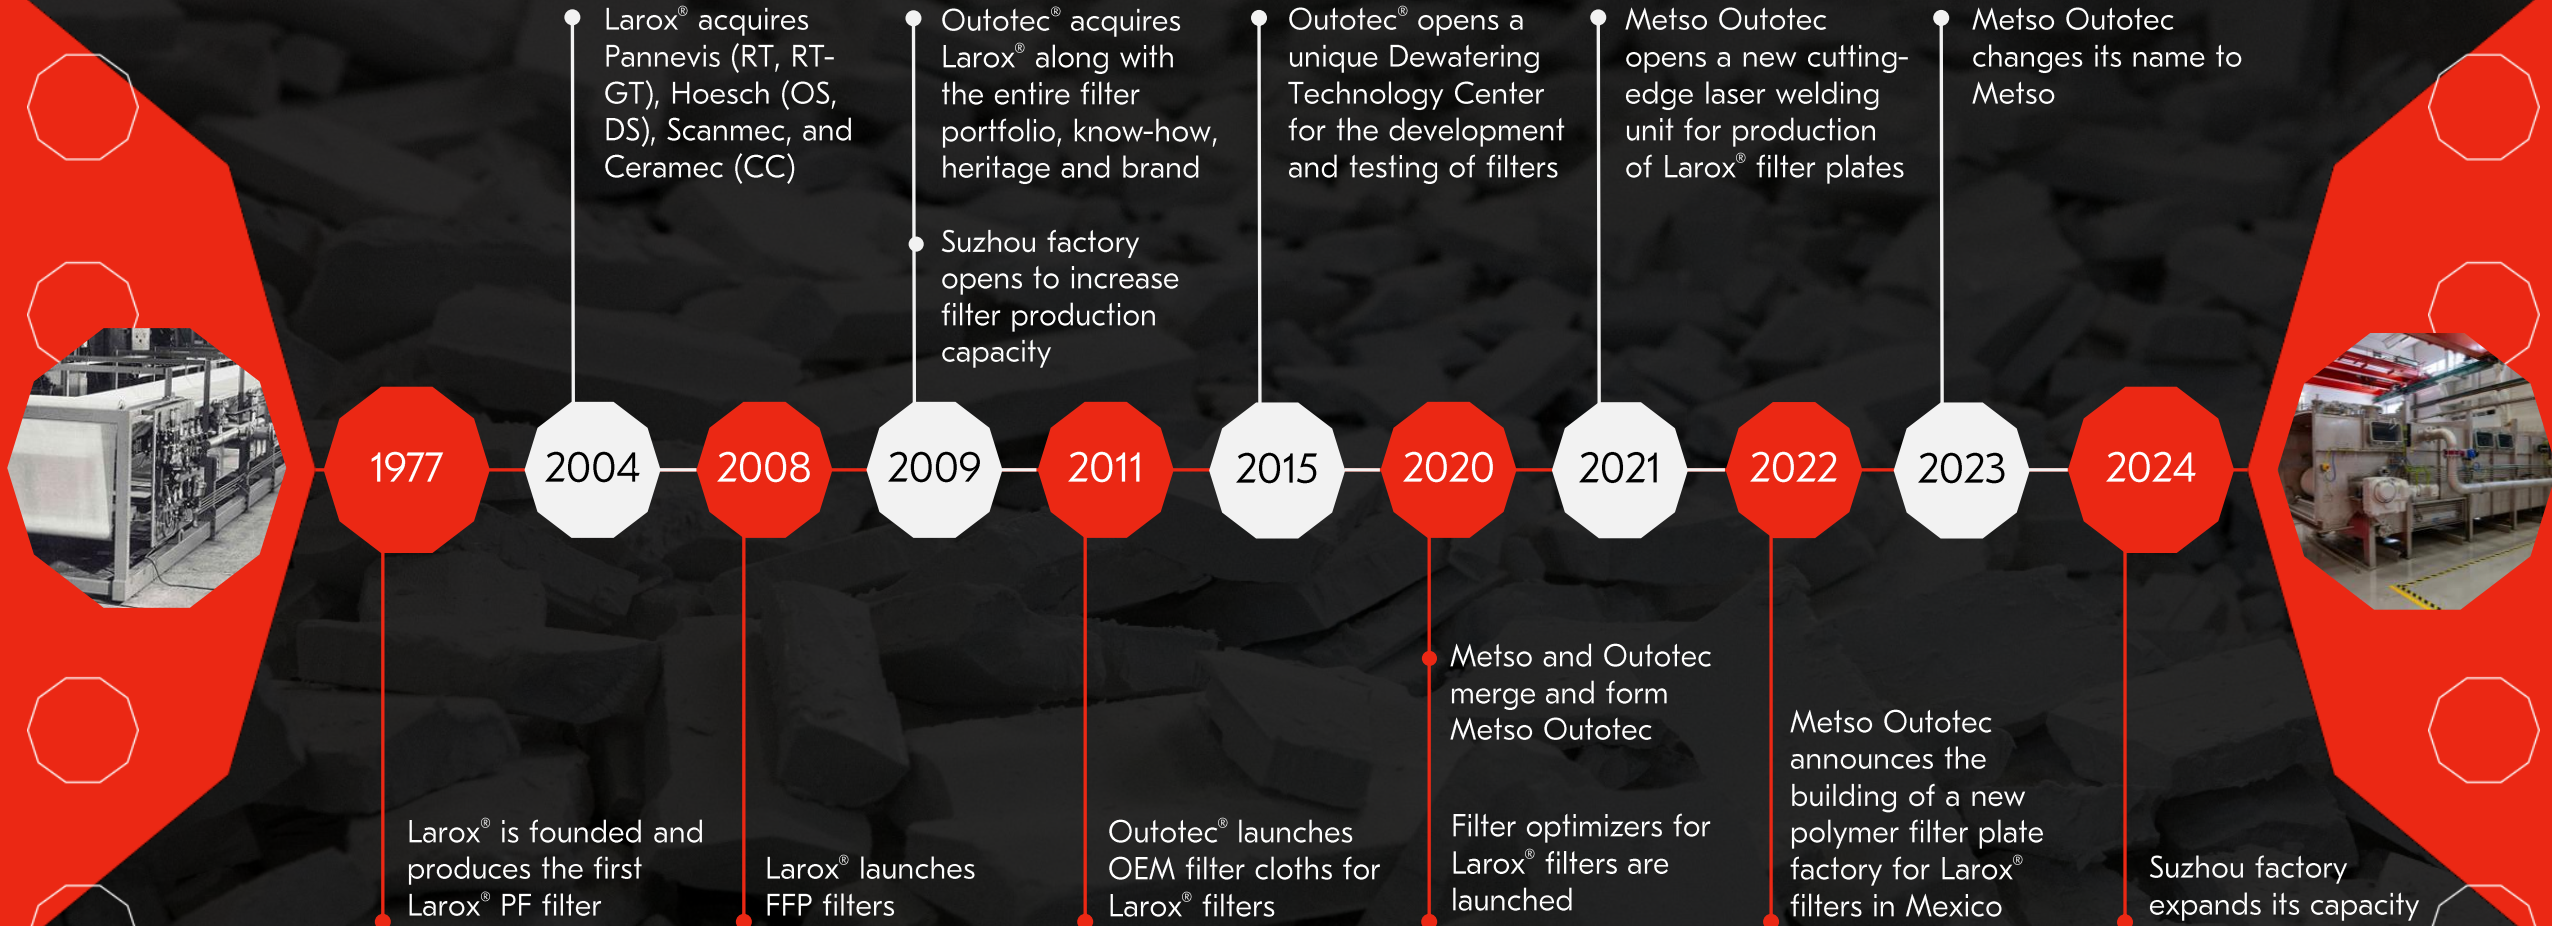 Larox® acquires
Pannevis (RT, RT-
GT), Hoesch (OS,
DS), Scanmec, and
Ceramec (CC)
Outotec® acquires
Larox® along with
the entire filter
portfolio, know-how,
heritage and brand
Suzhou factory
opens to increase
filter production
capacity
Outotec® opens a
unique Dewatering
Technology Center
for the development
and testing of filters
Metso Outotec
opens a new cutting-
edge laser welding
unit for production
of Larox® filter plates
Metso Outotec
changes its name to
Metso
1977
2004
2008
2009
2011
2015
2020
2021
2022
2023
2024
Larox® is founded and
produces the first
Larox® PF filter
Larox® launches
FFP filters
Outotec® launches
OEM filter cloths for
Larox® filters
Metso and Outotec
merge and form
Metso Outotec
Filter optimizers for
Larox® filters are
launched
Metso Outotec
announces the
building of a new
polymer filter plate
factory for Larox®
filters in Mexico
Suzhou factory
expands its capacity